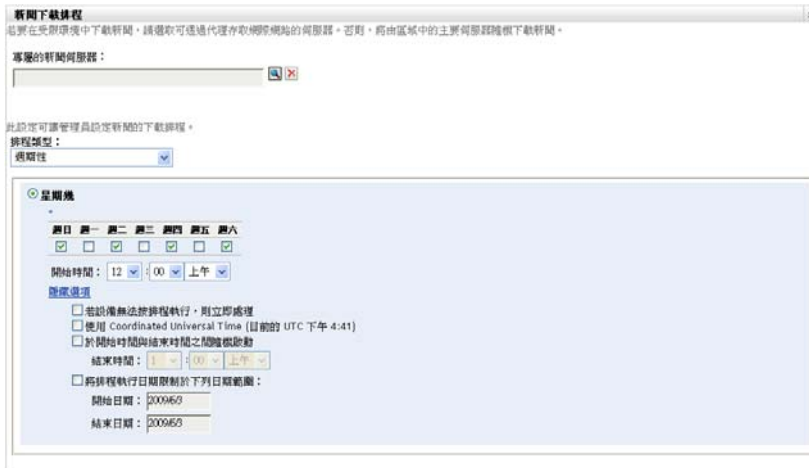 新聞下載排程
若要在受限環境中下載新聞，請選取可透過代理存取網際網路的伺服器。否則，將由區域中的主要伺服器隨機下載新聞。
專屬的新聞伺服器：
此設定可讓管理員設定新聞的下載排程。
排程類型：
週期性
星期幾
*
週日 週一 週二 週三 週四 週五 週六
開始時間： 12 : 00 上午
隱藏選項
若設備無法按排程執行，則立即處理
使用 Coordinated Universal Time (目前的 UTC 下午 4:41)
於開始時間與結束時間之間隨機啟動
結束時間： 1 : 00 上午
將排程執行日期限制於下列日期範圍：
開始日期： 2009/6/3
結束日期： 2009/6/3